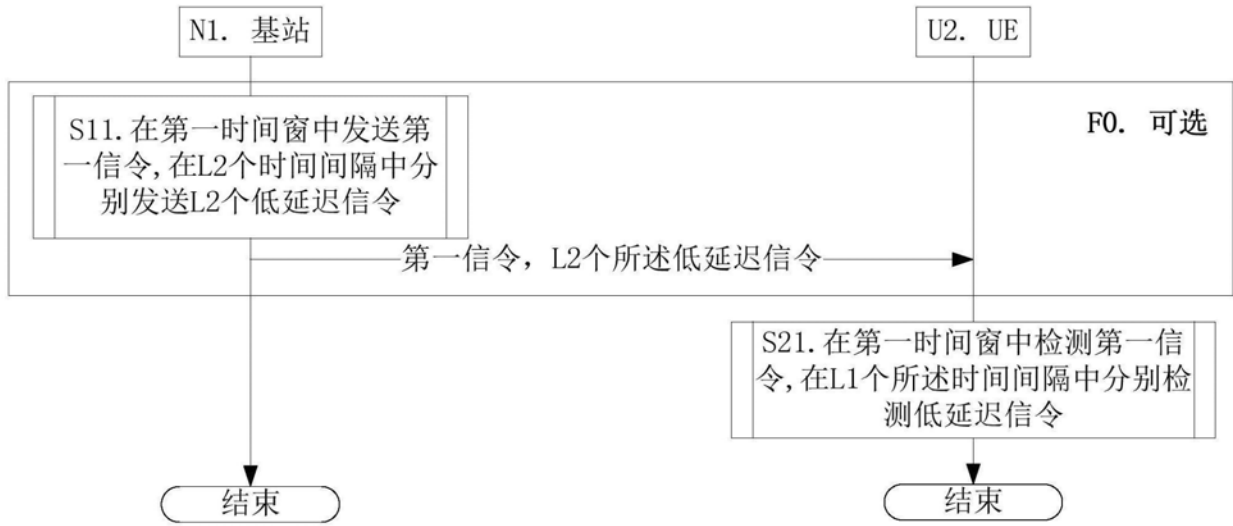 N1. 基站
U2. UE
S11.在第一时间窗中发送第
一信令,在L2个时间间隔中分
别发送L2个低延迟信令
F0. 可选
第一信令，L2个所述低延迟信令
S21.在第一时间窗中检测第一信
令,在L1个所述时间间隔中分别检
测低延迟信令
结束
结束